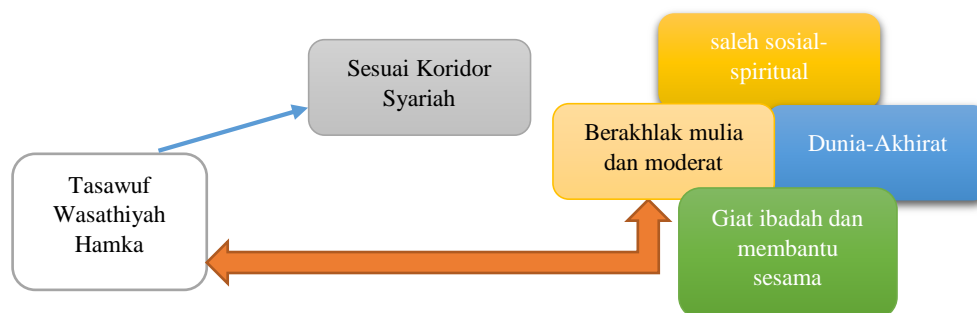 Tasawuf
Wasathiyah
Hamka
Sesuai Koridor
Syariah
saleh sosial-
spiritual
Berakhlak mulia
dan moderat
Dunia-Akhirat
Giat ibadah dan
membantu
sesama